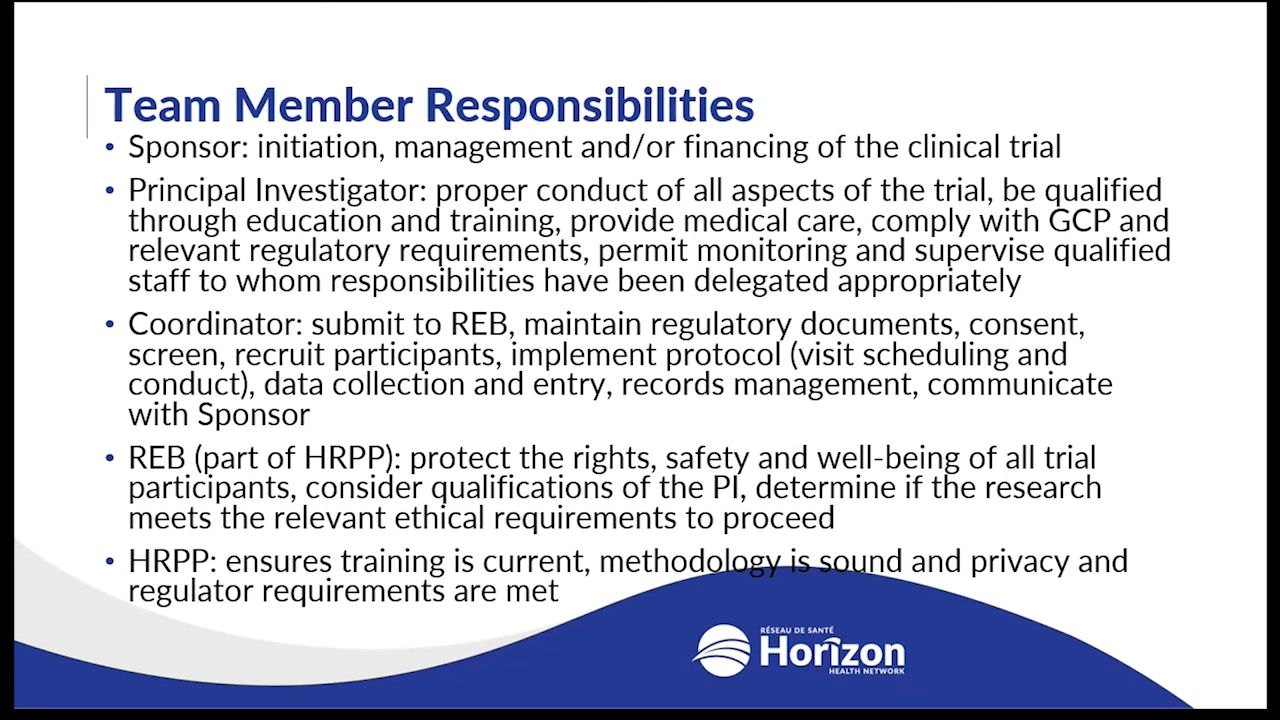 Team Member Responsibilities
• Sponsor: initiation, management and/or financing of the clinical trial
• Principal Investigator: proper conduct of all aspects of the trial, be qualified
through education and training, provide medical care, comply with GCP and
relevant regulatory requirements, permit monitoring and supervise qualified
staff to whom responsibilities have been delegated appropriately
• Coordinator: submit to REB, maintain regulatory documents, consent,
screen, recruit participants, implement protocol (visit scheduling and
conduct), data collection and entry, records management, communicate
with Sponsor
• REB (part of HRPP): protect the rights, safety and well-being of all trial
participants, consider qualifications of the PI, determine if the research
meets the relevant ethical requirements to proceed
• HRPP: ensures training is current, methodology is sound and privacy and
regulator requirements are met
RÉSEAU DE SANTÉ
Horizon
HEALTH NETWORK